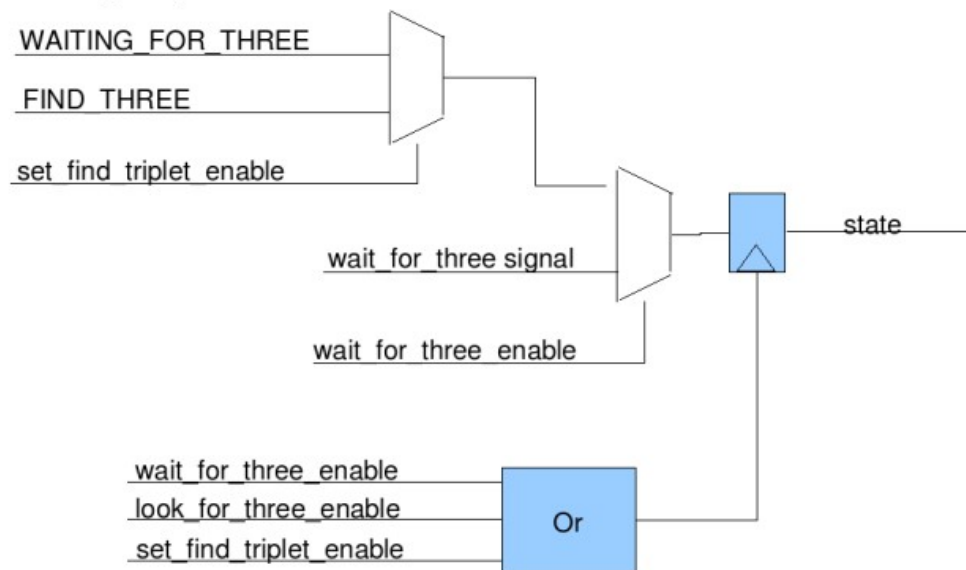 WAITING_FOR_THREE
FIND_THREE
set_find_triplet_enable
state
wait_for_three signal
wait_for_three_enable
wait_for_three_enable
look_for_three_enable
Or
set_find_triplet_enable